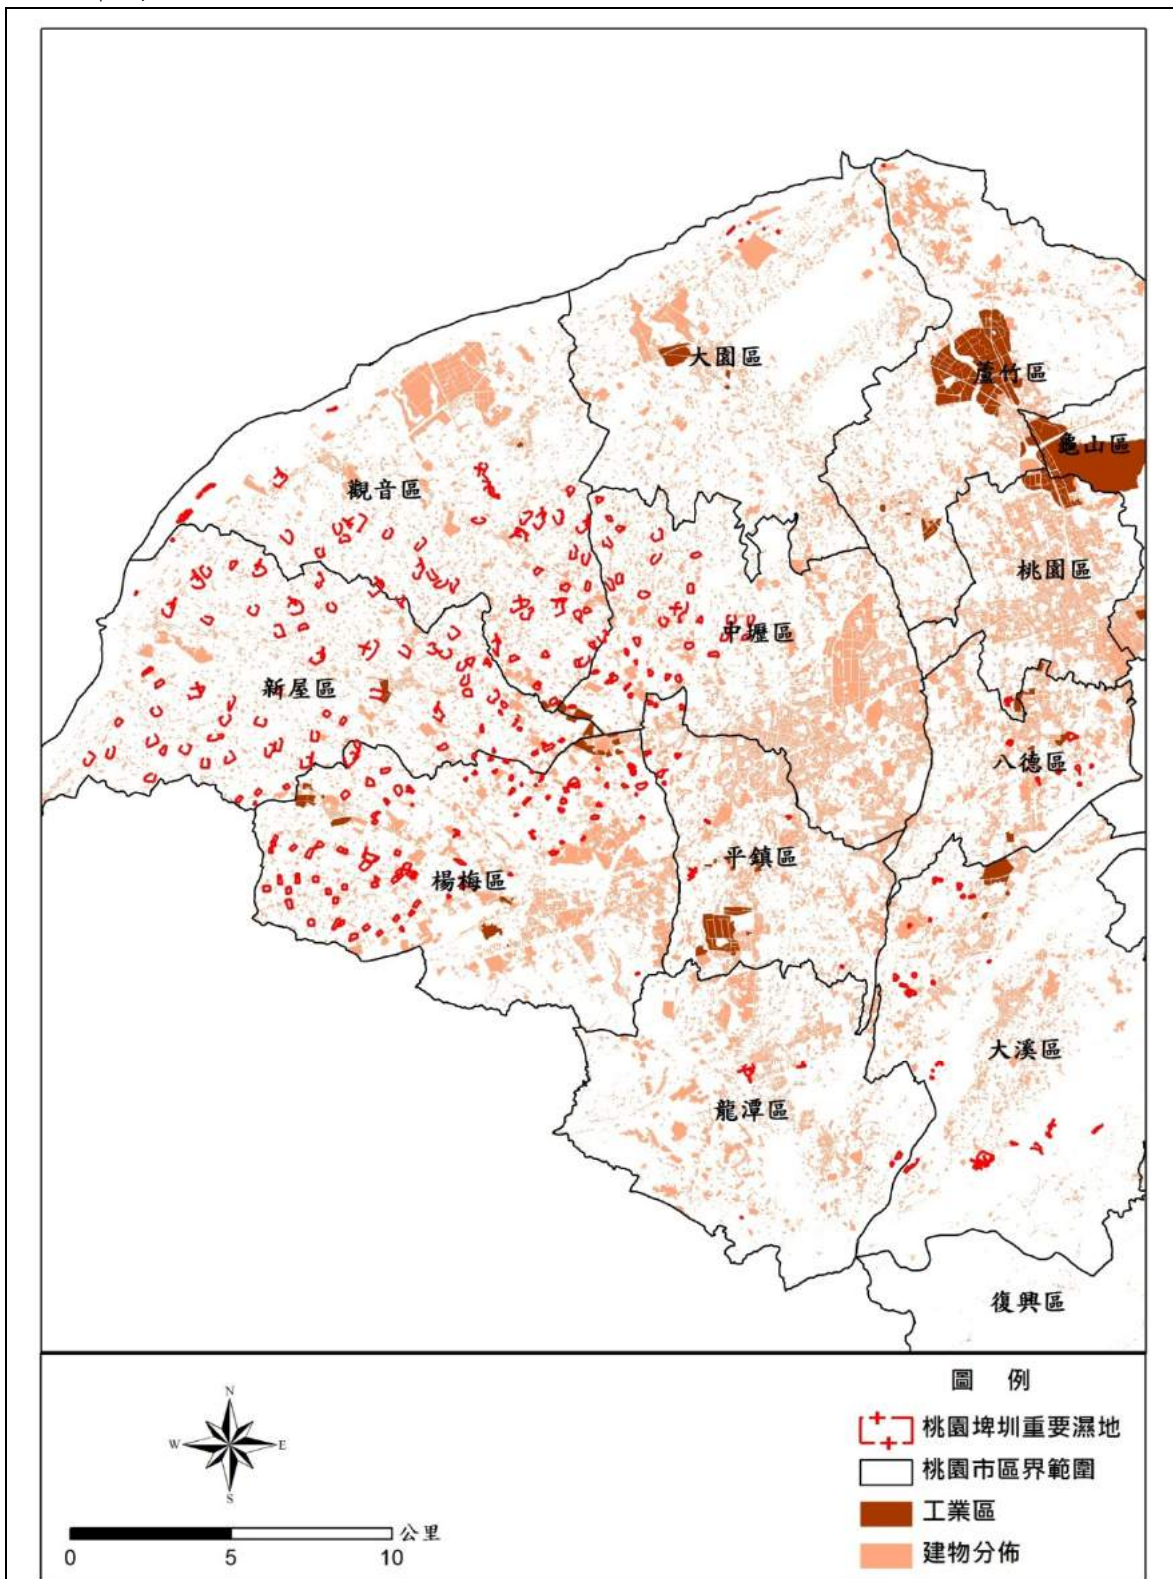 大園區
蘆竹區
龜山區
觀音區
桃園區
中壢區
新屋區
八德區
平鎮區
楊梅區
大溪區
龍潭區
復興區
圖 例
N
W
E
S
桃園埤圳重要濕地
桃園市區界範圍
工業區
建物分佈
公里
0 5 10